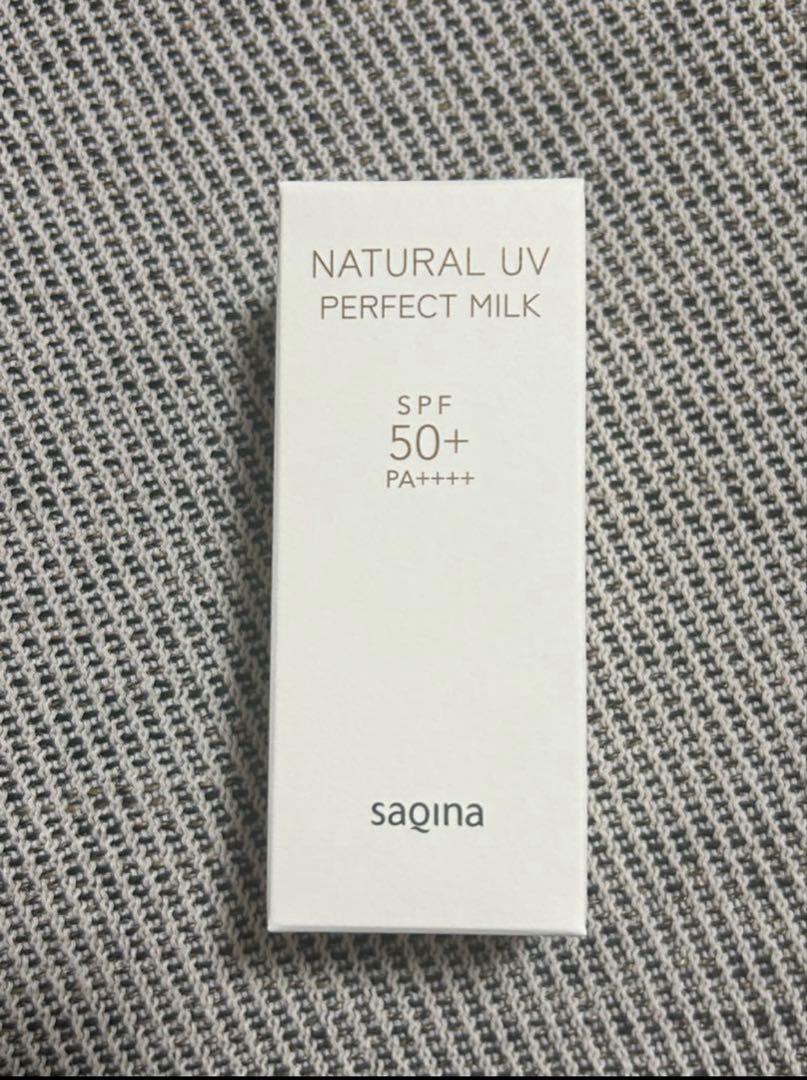 NATURAL UV
PERFECT MILK
SPF
50+
PA++++
saqina